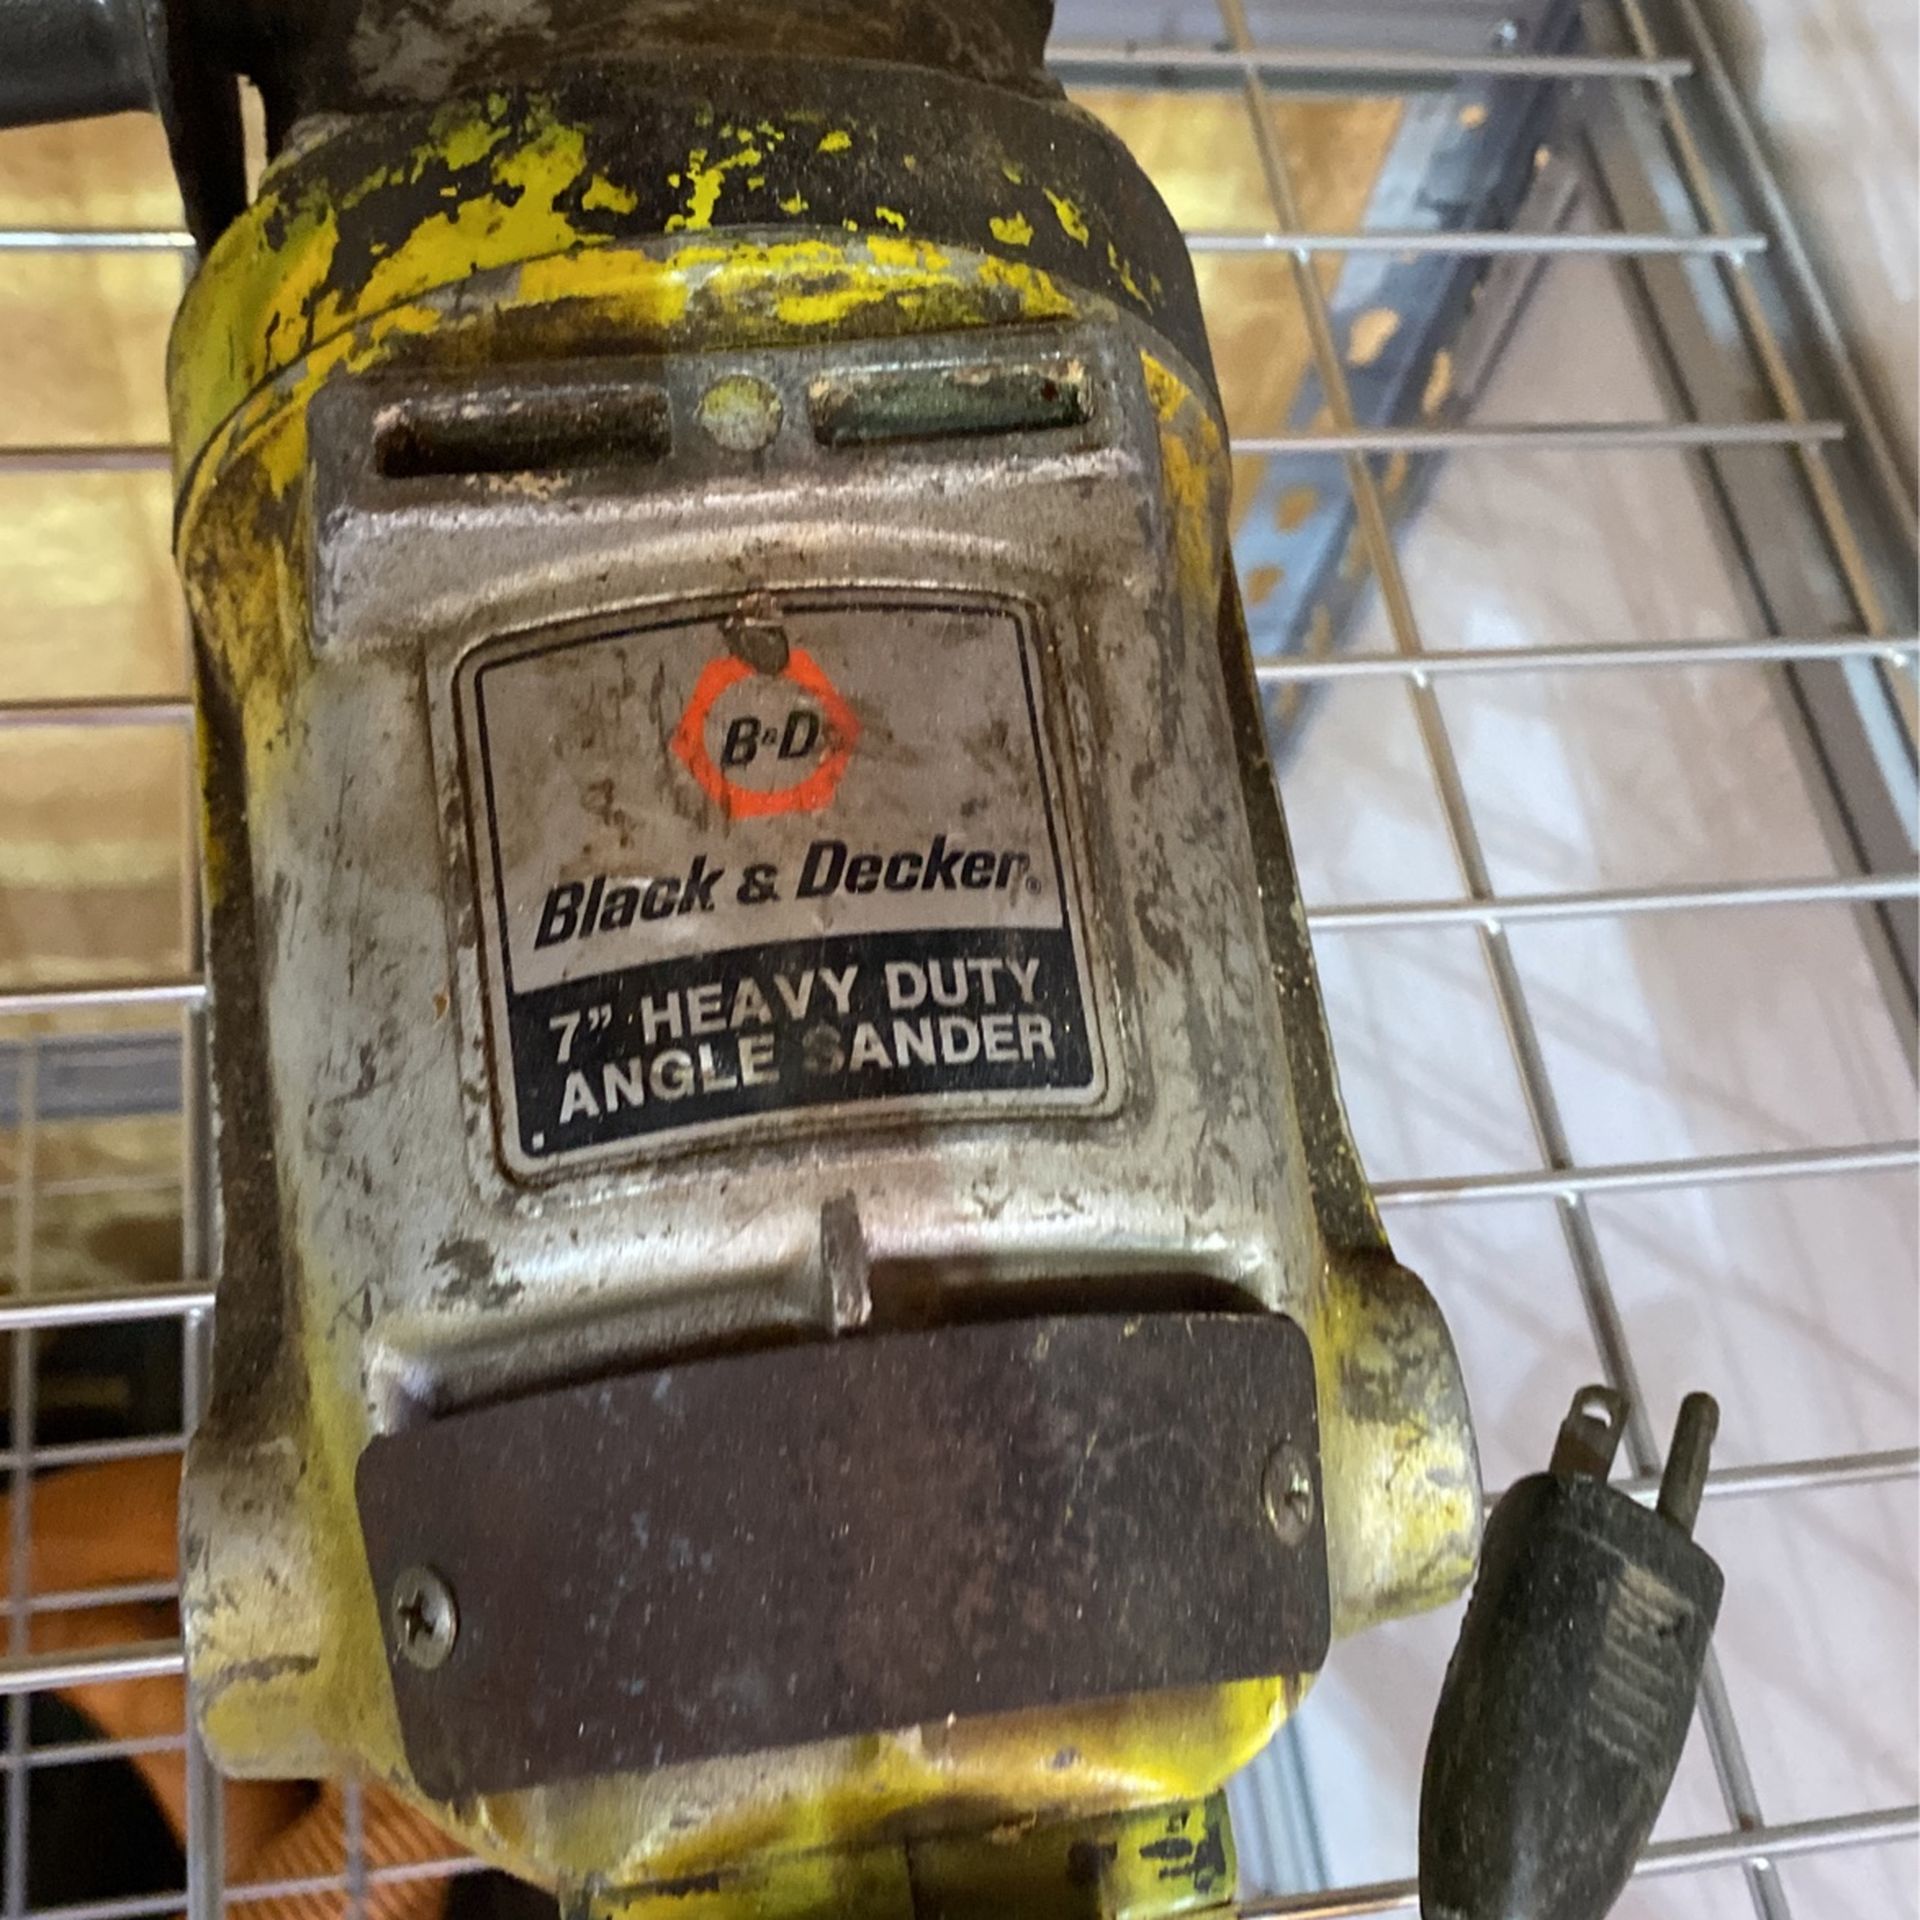 B&D
Black & Decker®
7" HEAVY DUTY
ANGLE SANDER